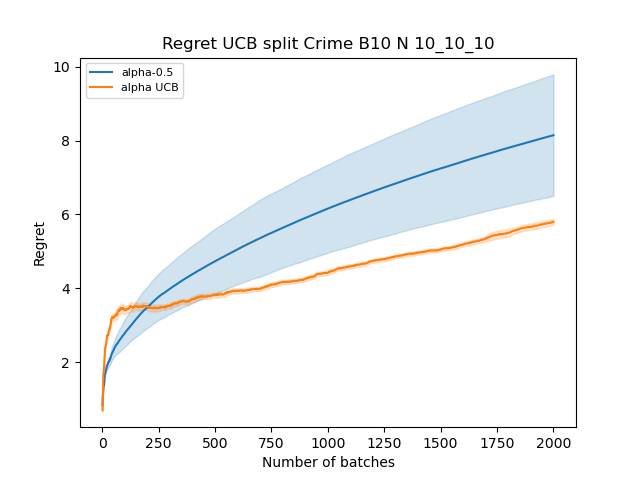 Regret UCB split Crime B10 N 10_10_10
alpha-0.5
alpha UCB
Regret
10
8
6
4
2
0 250 500 750 1000 1250 1500 1750 2000
Number of batches